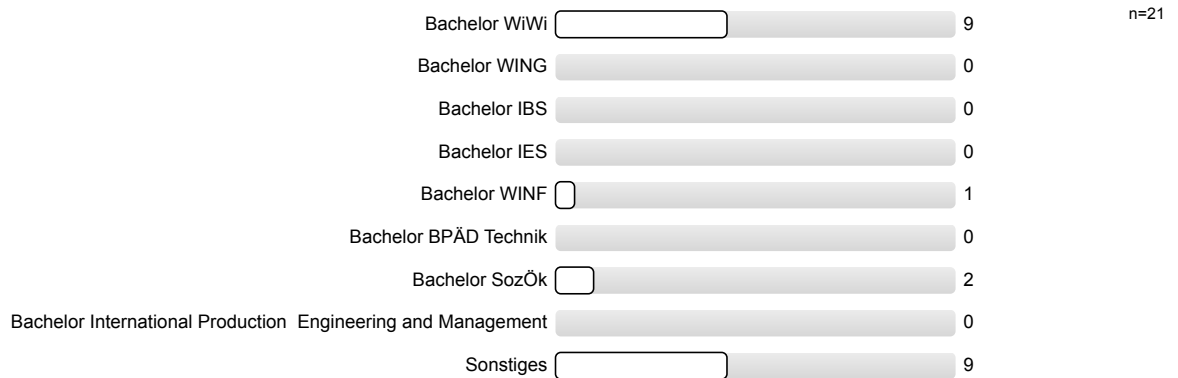 Bachelor WiWi 9 n=21
Bachelor WING 0
Bachelor IBS 0
Bachelor IES 0
Bachelor WINF 1
Bachelor BPÄD Technik 0
Bachelor SozÖk 2
Bachelor International Production  Engineering and Management 0
Sonstiges 9